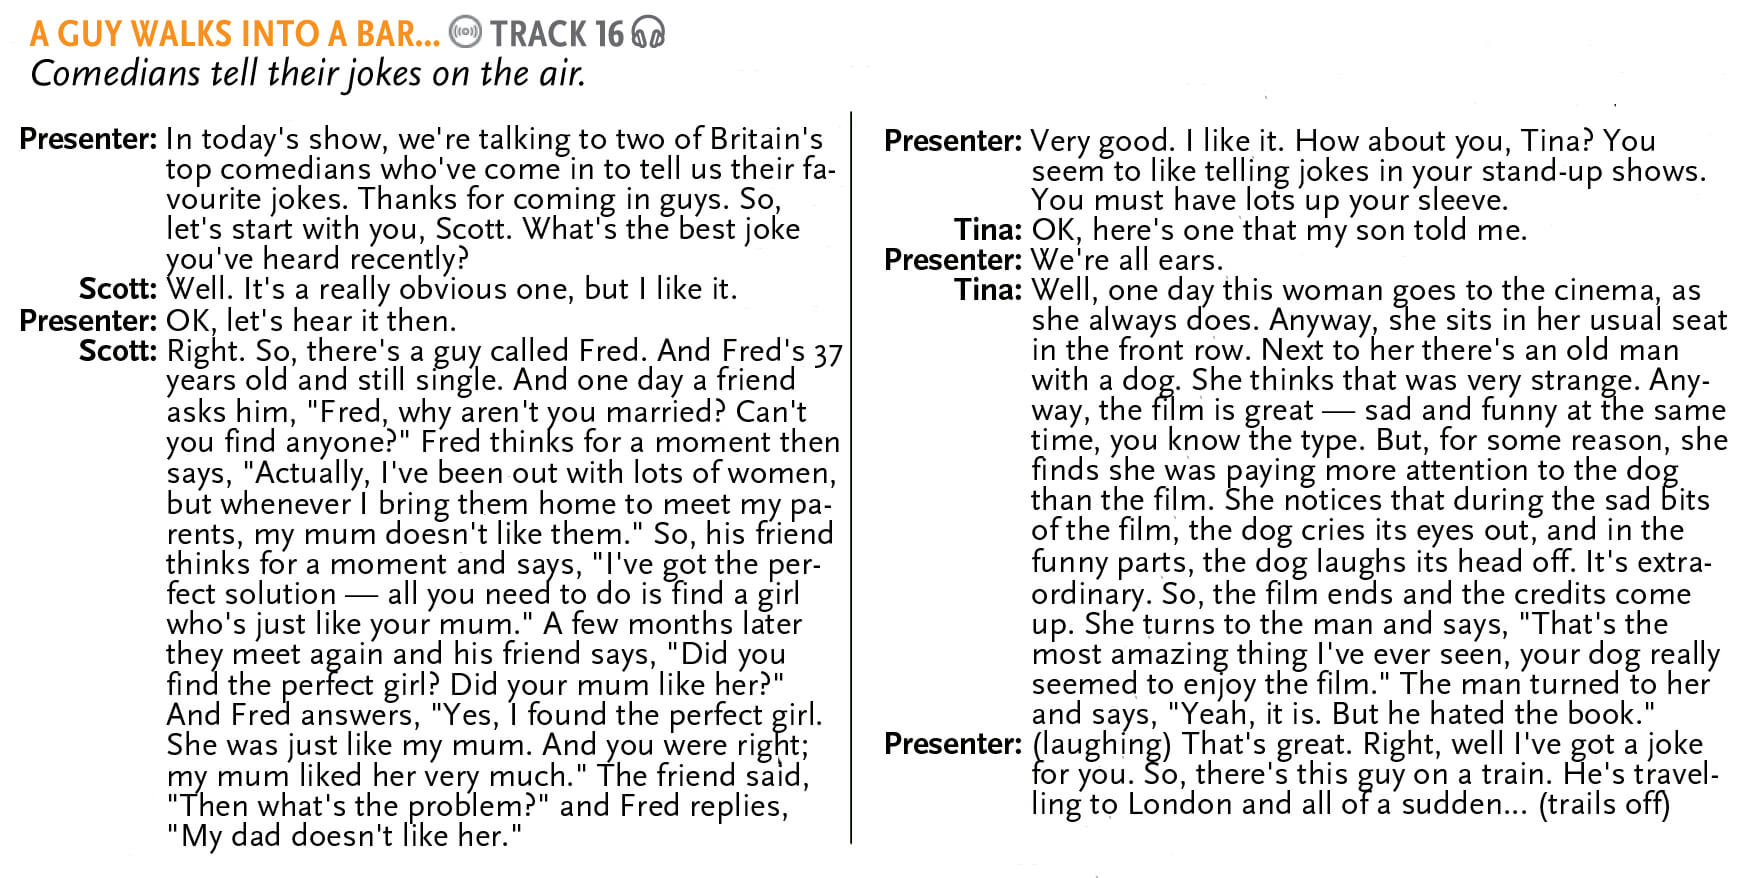 A GUY WALKS INTO A BAR... TRACK 16
Comedians tell their jokes on the air.
Presenter: In today's show, we're talking to two of Britain's
top comedians who've come in to tell us their fa-
vourite jokes. Thanks for coming in guys. So,
let's start with you, Scott. What's the best joke
you've heard recently?
Scott: Well. It's a really obvious one, but I like it.
Presenter: OK, let's hear it then.
Scott: Right. So, there's a guy called Fred. And Fred's 37
years old and still single. And one day a friend
asks him, "Fred, why aren't you married? Can't
you find anyone?" Fred thinks for a moment then
says, "Actually, I've been out with lots of women,
but whenever I bring them home to meet my pa-
rents, my mum doesn't like them." So, his friend
thinks for a moment and says, "I've got the per-
fect solution — all you need to do is find a girl
who's just like your mum." A few months later
they meet again and his friend says, "Did you
find the perfect girl? Did your mum like her?"
And Fred answers, "Yes, I found the perfect girl.
She was just like my mum. And you were right;
my mum liked her very much." The friend said,
"Then what's the problem?" and Fred replies,
"My dad doesn't like her."
Presenter: Very good. I like it. How about you, Tina? You
seem to like telling jokes in your stand-up shows.
You must have lots up your sleeve.
Tina: OK, here's one that my son told me.
Presenter: We're all ears.
Tina: Well, one day this woman goes to the cinema, as
she always does. Anyway, she sits in her usual seat
in the front row. Next to her there's an old man
with a dog. She thinks that was very strange. Any-
way, the film is great — sad and funny at the same
time, you know the type. But, for some reason, she
finds she was paying more attention to the dog
than the film. She notices that during the sad bits
of the film, the dog cries its eyes out, and in the
funny parts, the dog laughs its head off. It's extra-
ordinary. So, the film ends and the credits come
up. She turns to the man and says, "That's the
most amazing thing I've ever seen, your dog really
seemed to enjoy the film." The man turned to her
and says, "Yeah, it is. But he hated the book."
Presenter: (laughing) That's great. Right, well I've got a joke
for you. So, there's this guy on a train. He's travel-
ling to London and all of a sudden... (trails off)